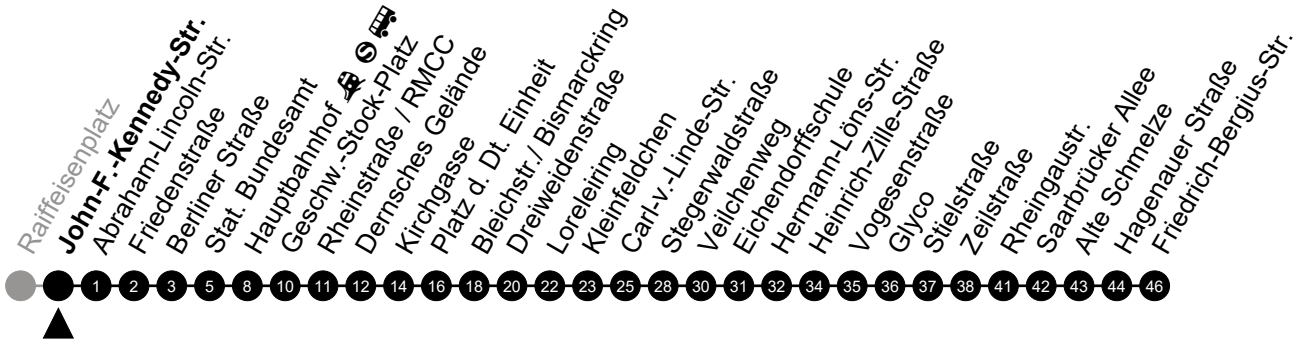 Raiffeisenplatz
John-F.-Kennedy-Str.
Abraham-Lincoln-Str.
Friedenstraße
Berliner Straße
Stat. Bundesamt
Hauptbahnhof S
Geschw.-Stock-Platz
Rheinstraße / RMCC
Dernsches Gelände
Kirchgasse
Platz d. Dt. Einheit
Bleichstr./ Bismarckring
Dreiweidenstraße
Loreleiring
Kleinfeldchen
Carl-v.-Linde-Str.
Stegerwaldstraße
Veilchenweg
Eichendorffschule
Hermann-Löns-Str.
Heinrich-Zille-Straße
Vogesenstraße
Glyco
Stielstraße
Zeilstraße
Rheingaustr.
Saarbrücker Allee
Alte Schmelze
Hagenauer Straße
Friedrich-Bergius-Str.
1 2 3 5 8 10 11 12 14 16 18 20 22 23 25 28 30 31 32 34 35 36 37 38 41 42 43 44 46